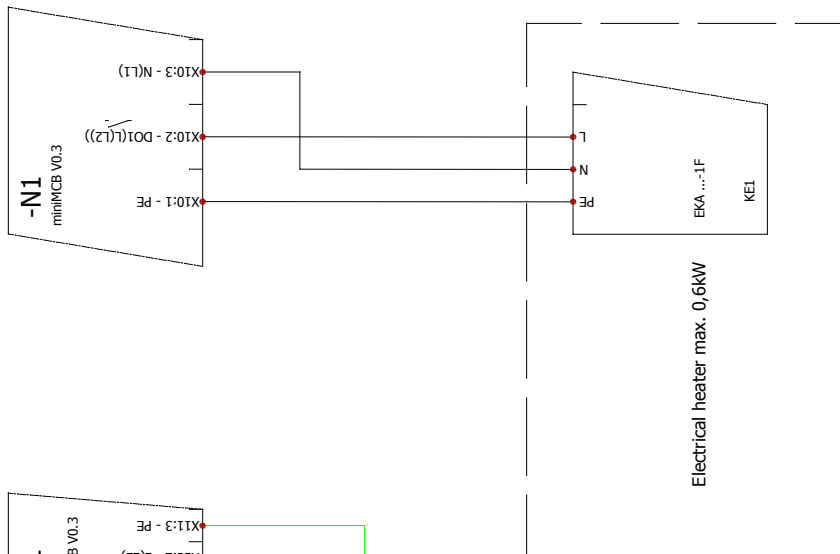 X10:3 - N(L1)
X10:2 - DO1(L(L2))
X10:1 - PE
-N1
miniMCB V0.3
L
N
PE
EKA ...-1F
KE1
Electrical heater max. 0,6kW
X11:3 - PE
B V0.3